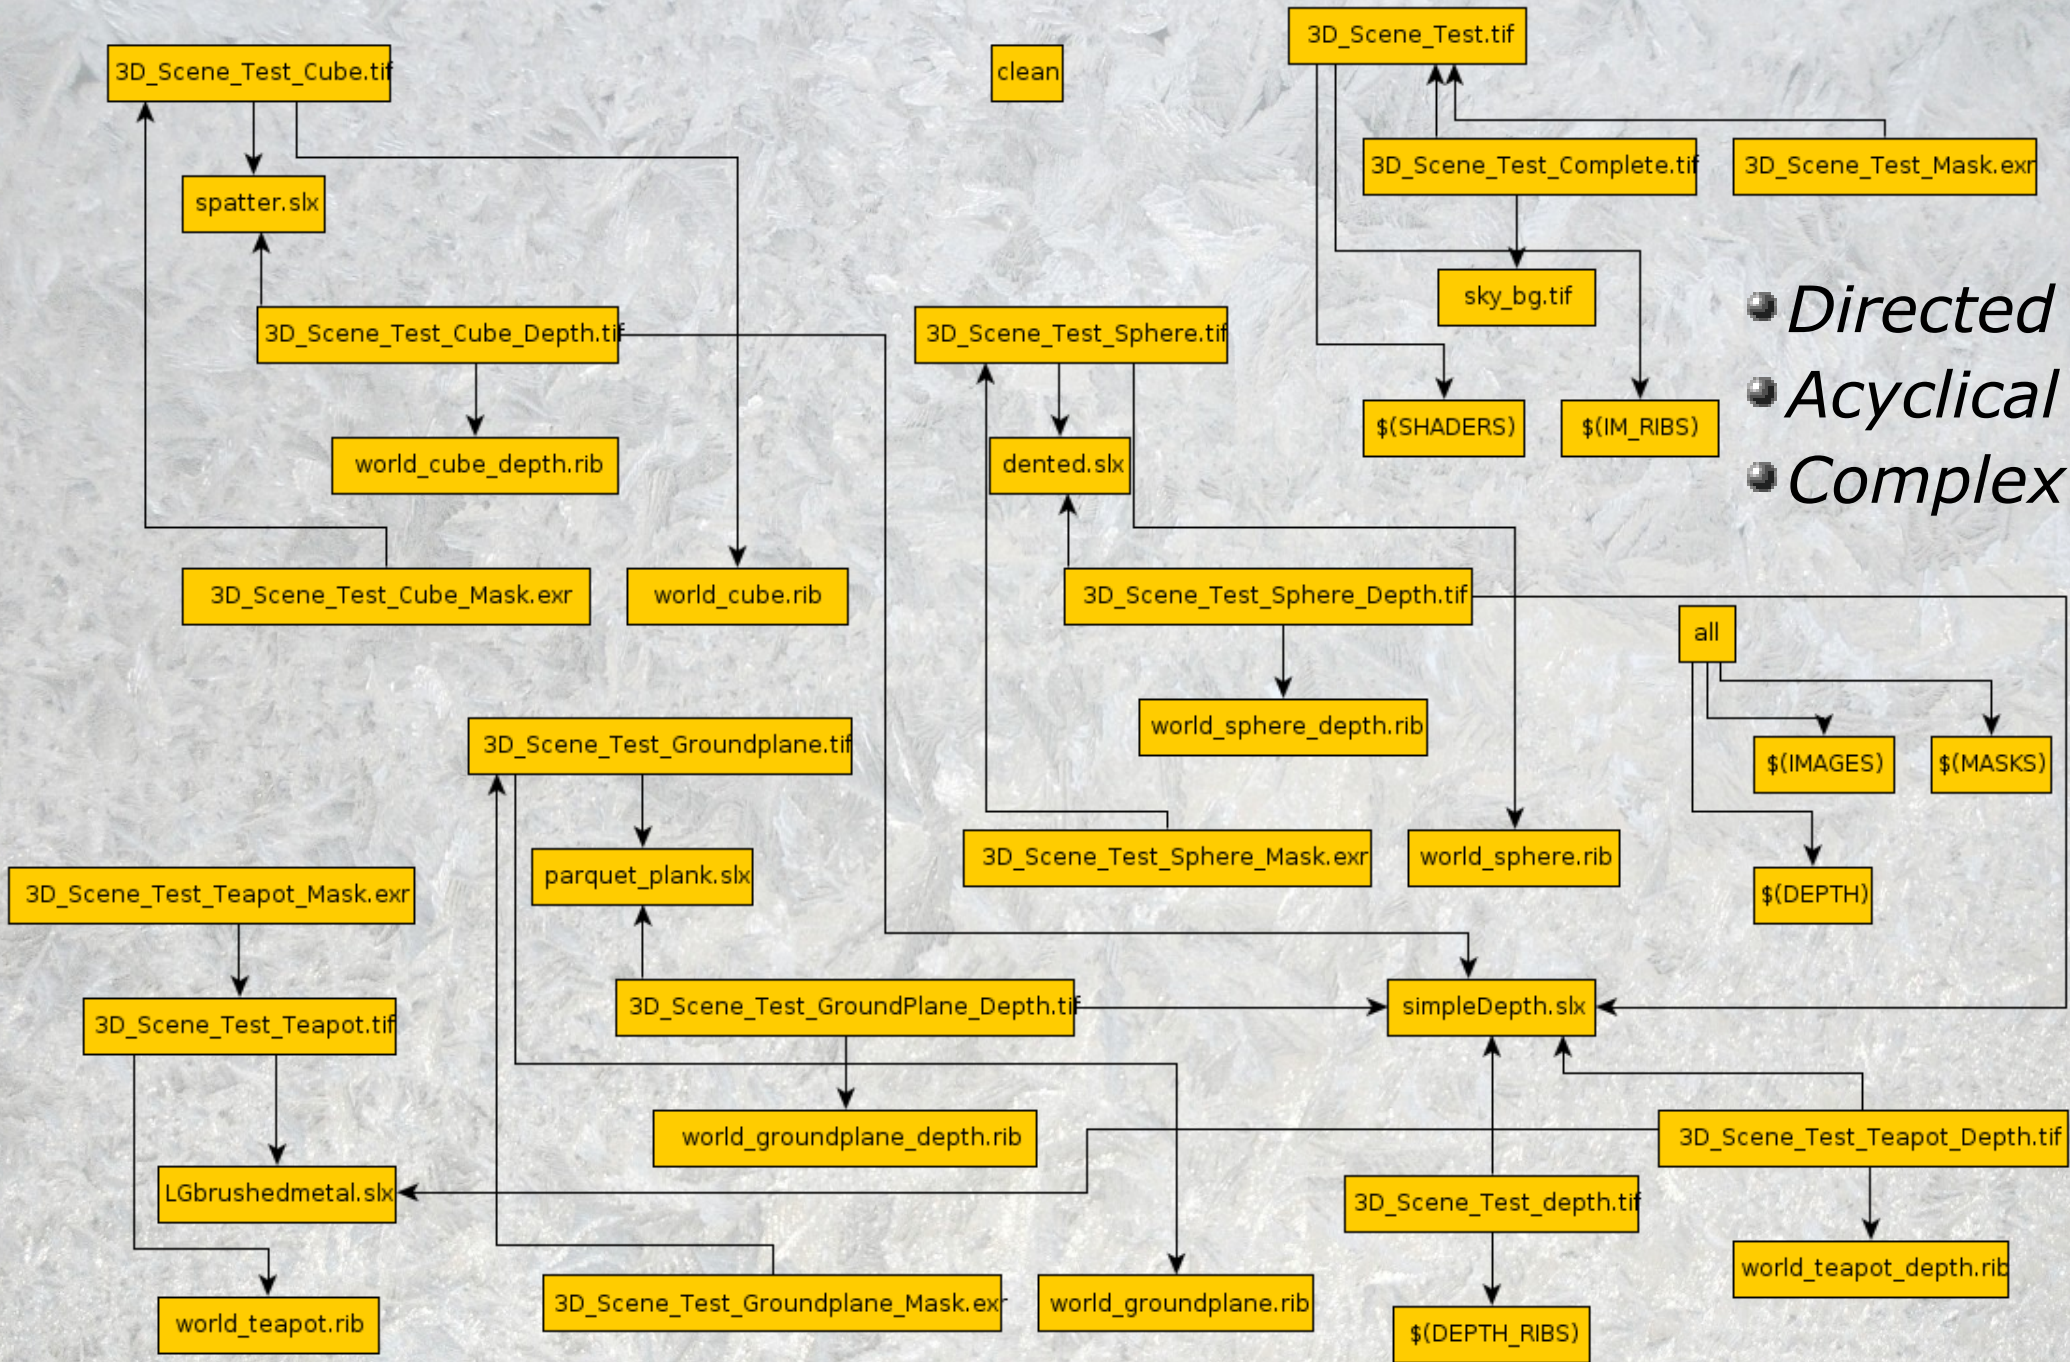 3D_Scene_Test.tif
3D_Scene_Test_Cube.tif
clean
3D_Scene_Test_Complete.tif
3D_Scene_Test_Mask.exr
spatter.slx
sky_bg.tif
Directed
3D_Scene_Test_Cube_Depth.tif
3D_Scene_Test_Sphere.tif
Acyclical
$(SHADERS)
$(IM_RIBS)
world_cube_depth.rib
dented.slx
Complex
3D_Scene_Test_Cube_Mask.exr
world_cube.rib
3D_Scene_Test_Sphere_Depth.tif
all
world_sphere_depth.rib
3D_Scene_Test_Groundplane.tif
$(IMAGES)
$(MASKS)
3D_Scene_Test_Sphere_Mask.exr
world_sphere.rib
parquet_plank.slx
3D_Scene_Test_Teapot_Mask.exr
$(DEPTH)
3D_Scene_Test_GroundPlane_Depth.tif
simpleDepth.slx
3D_Scene_Test_Teapot.tif
world_groundplane_depth.rib
3D_Scene_Test_Teapot_Depth.tif
LGbrushedmetal.slx
3D_Scene_Test_depth.tif
world_teapot_depth.rib
3D_Scene_Test_Groundplane_Mask.exr
world_groundplane.rib
world_teapot.rib
$(DEPTH_RIBS)